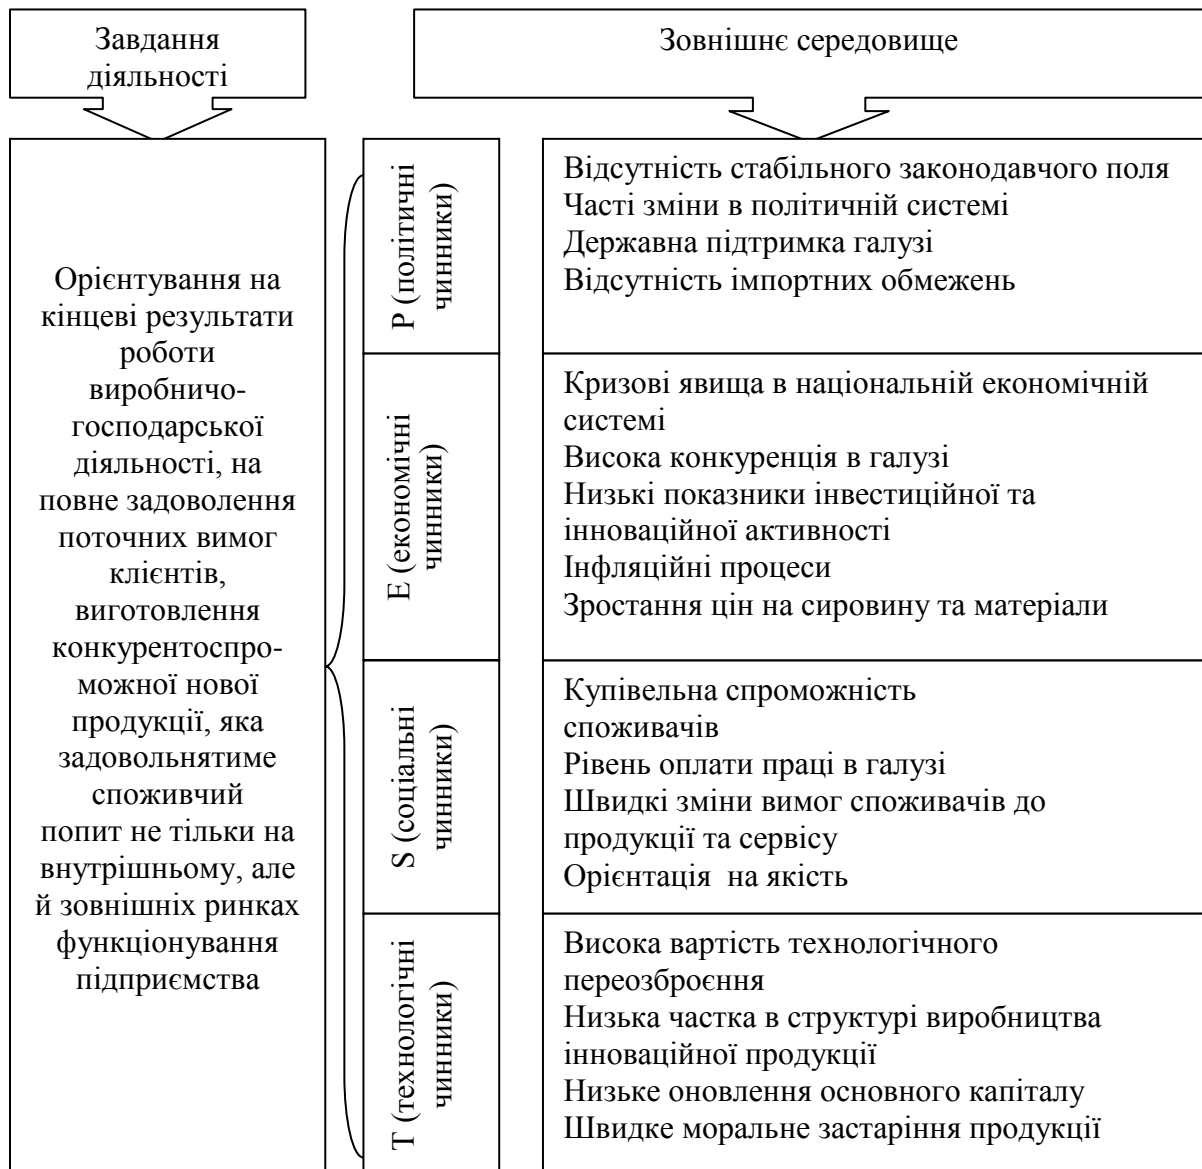 Завдання
діяльності
Зовнішнє середовище
Орієнтування на
кінцеві результати
роботи
виробничо-
господарської
діяльності, на
повне задоволення
поточних вимог
клієнтів,
виготовлення
конкурентоспро-
можної нової
продукції, яка
задовольнятиме
споживчий
попит не тільки на
внутрішньому, але
й зовнішніх ринках
функціонування
підприємства
P (політичні
чинники)
Відсутність стабільного законодавчого поля
Часті зміни в політичній системі
Державна підтримка галузі
Відсутність імпортних обмежень
E (економічні
чинники)
Кризові явища в національній економічній
системі
Висока конкуренція в галузі
Низькі показники інвестиційної та
інноваційної активності
Інфляційні процеси
Зростання цін на сировину та матеріали
S (соціальні
чинники)
Купівельна спроможність
споживачів
Рівень оплати праці в галузі
Швидкі зміни вимог споживачів до
продукції та сервісу
Орієнтація на якість
T (технологічні
чинники)
Висока вартість технологічного
переозброєння
Низька частка в структурі виробництва
інноваційної продукції
Низьке оновлення основного капіталу
Швидке моральне застаріння продукції